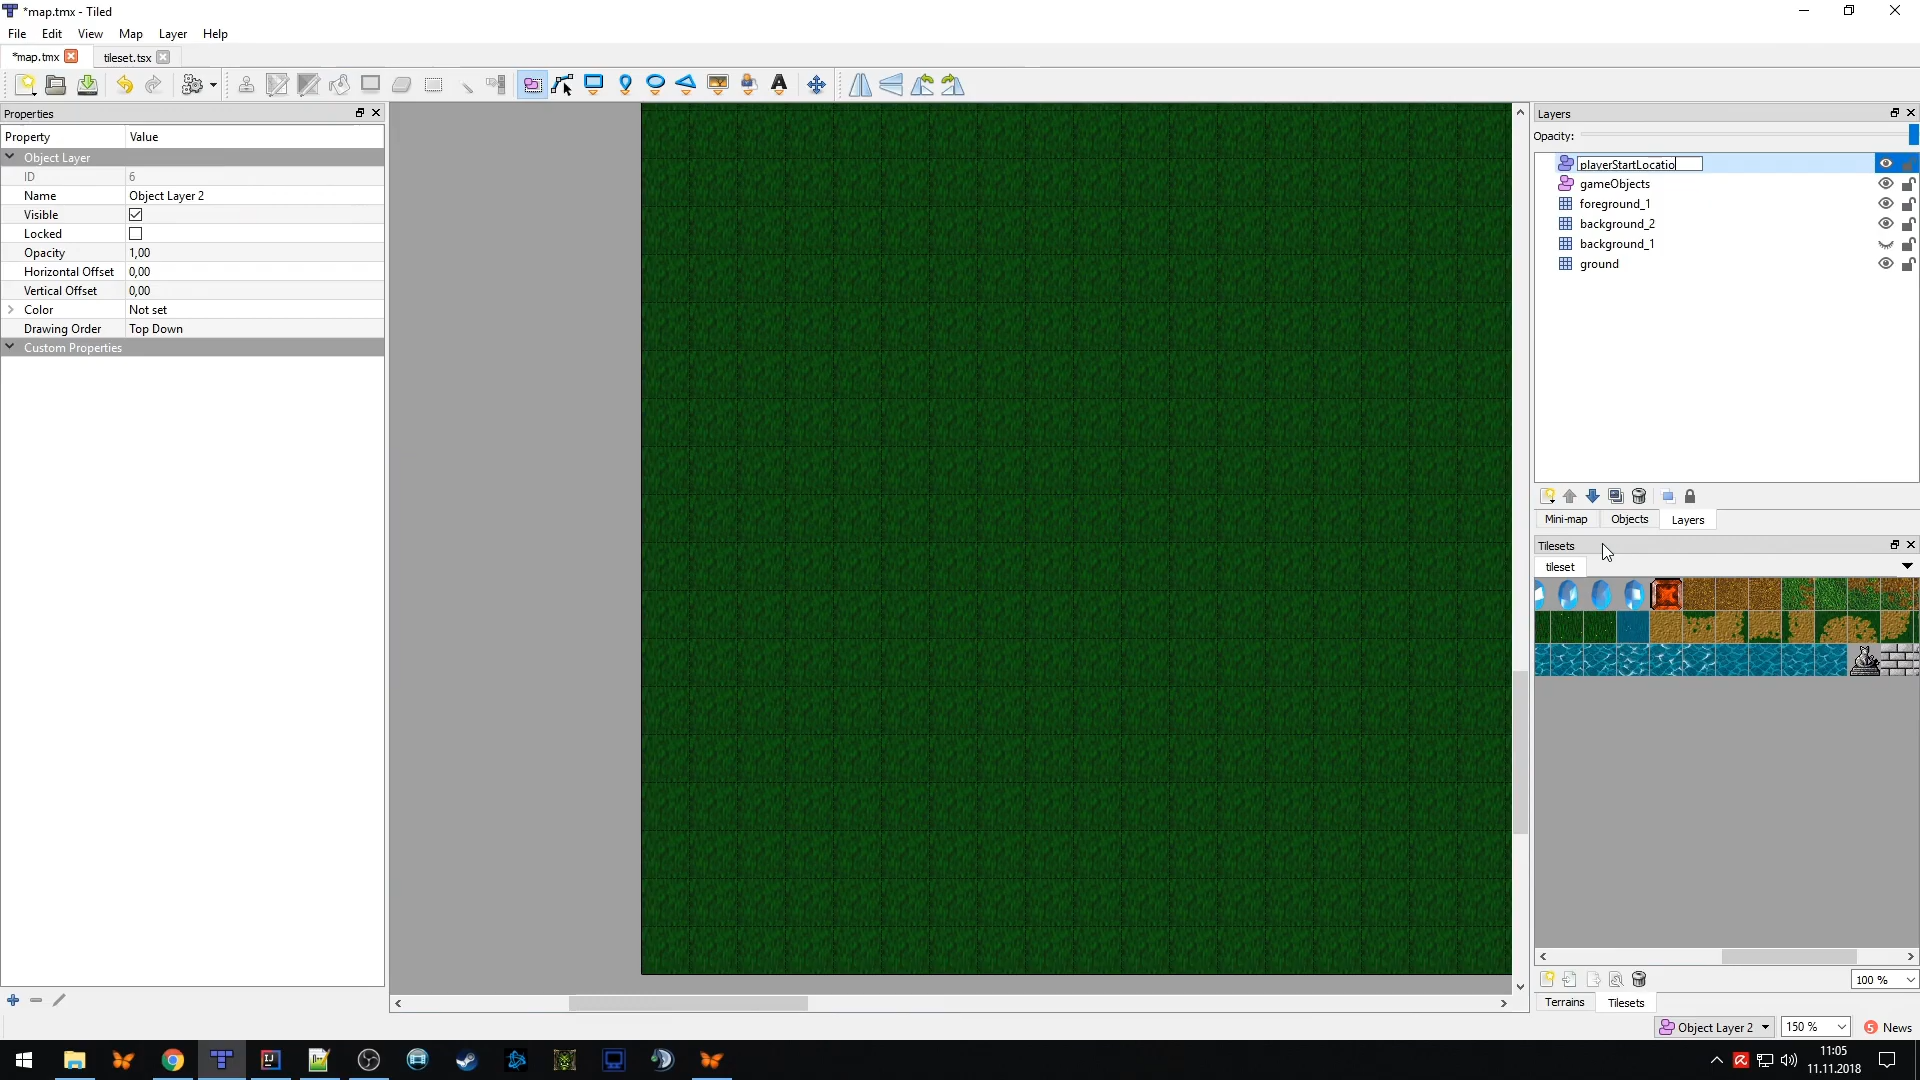 *map.tmx - Tiled
File Edit View Map Layer Help
*map.tmx tileset.tsx
Properties
Property Value
Object Layer
ID 6
Name Object Layer 2
Visible
Locked
Opacity 1,00
Horizontal Offset 0,00
Vertical Offset 0,00
Color Not set
Drawing Order Top Down
Custom Properties
Layers
Opacity:
playerStartLocatio
gameObjects
foreground_1
background_2
background_1
ground
Mini-map Objects Layers
Tilesets
tileset
100 %
Terrains Tilesets
Object Layer 2 150 % 5 News
11:05
11.11.2018